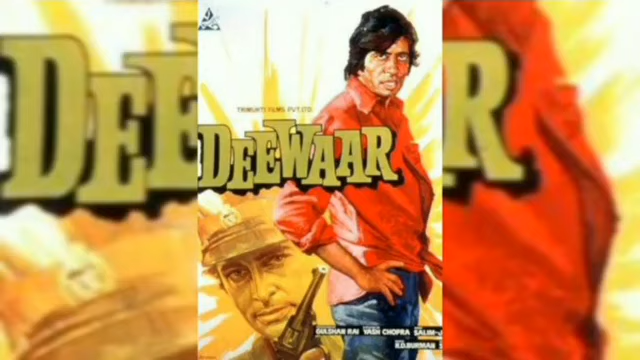 TRIMURTI FILMS PVT. LTD.
DEEWAAR
GULSHAN RAI YASH CHOPRA SALIM-J
R.D.BURMAN